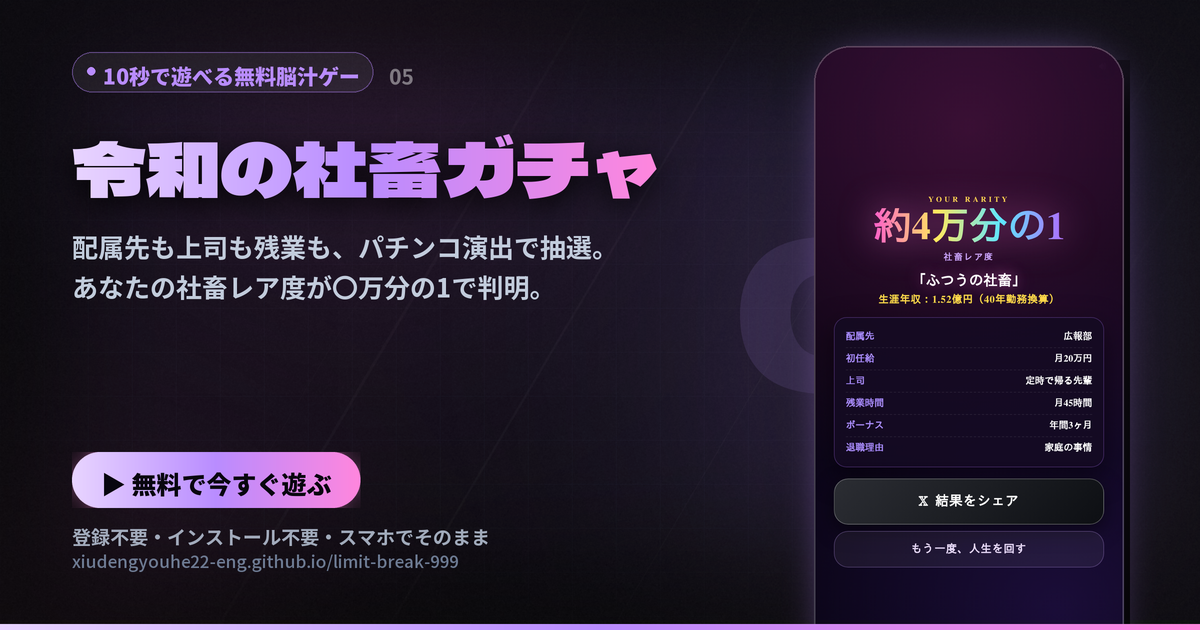 10秒で遊べる無料脳汁ゲー
05
令和の社畜ガチャ
配属先も上司も残業も、パチンコ演出で抽選。
あなたの社畜レア度が〇万分の1で判明。
▶ 無料で今すぐ遊ぶ
登録不要・インストール不要・スマホでそのまま
xiudengyouhe22-eng.github.io/limit-break-999
YOUR RARITY
約4万分の1
社畜レア度
「ふつうの社畜」
生涯年収：1.52億円（40年勤務換算）
配属先 広報部
初任給 月20万円
上司 定時で帰る先輩
残業時間 月45時間
ボーナス 年間3ヶ月
退職理由 家庭の事情
𝕏 結果をシェア
もう一度、人生を回す